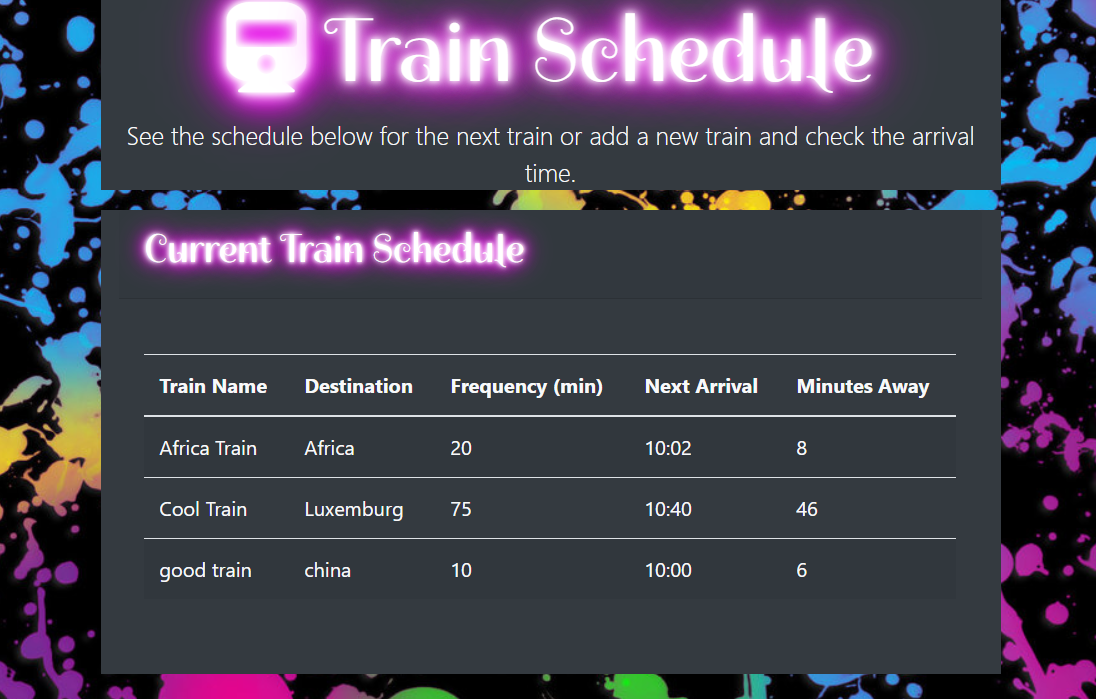 Train Schedule
See the schedule below for the next train or add a new train and check the arrival
time.
Current Train Schedule
Train Name Destination Frequency (min) Next Arrival Minutes Away
Africa Train Africa 20 10:02 8
Cool Train Luxemburg 75 10:40 46
good train china 10 10:00 6